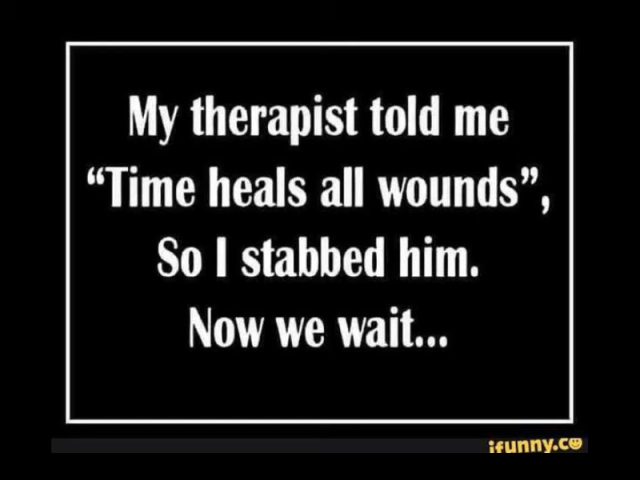 My therapist told me
“Time heals all wounds”,
So I stabbed him.
Now we wait...
ifunny.co